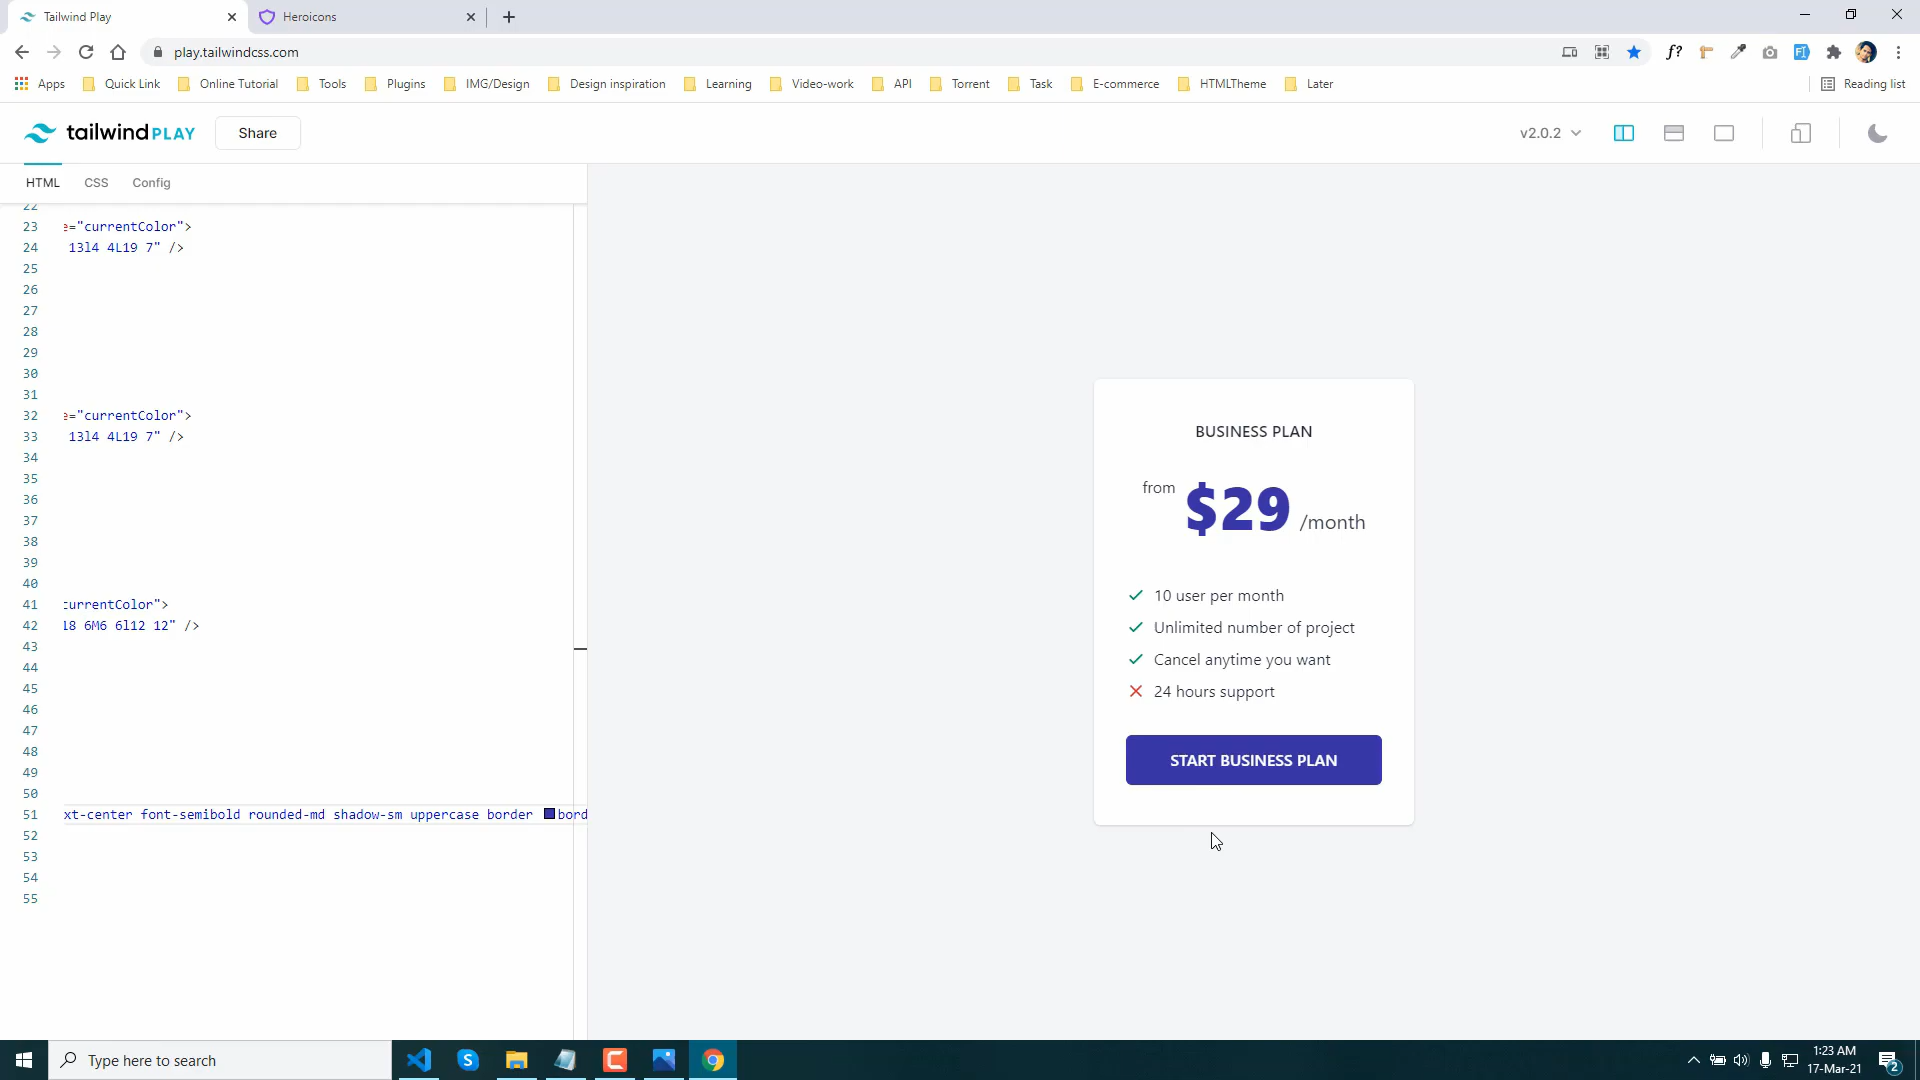 Tailwind Play
Heroicons
play.tailwindcss.com
f?
Apps
Quick Link
Online Tutorial
Tools
Plugins
IMG/Design
Design inspiration
Learning
Video-work
API
Torrent
Task
E-commerce
HTMLTheme
Later
Reading list
tailwind PLAY
Share
v2.0.2
HTML
CSS
Config
22
23 e="currentColor">
24 13l4 4L19 7" />
25
26
27
28
29
30
31
32 e="currentColor">
33 13l4 4L19 7" />
34
35
36
37
38
39
40
41 currentColor">
42 18 6M6 6l12 12" />
43
44
45
46
47
48
49
50
51 xt-center font-semibold rounded-md shadow-sm uppercase border bord
52
53
54
55
BUSINESS PLAN
from $29 /month
10 user per month
Unlimited number of project
Cancel anytime you want
24 hours support
START BUSINESS PLAN
Type here to search
1:23 AM
17-Mar-21
2